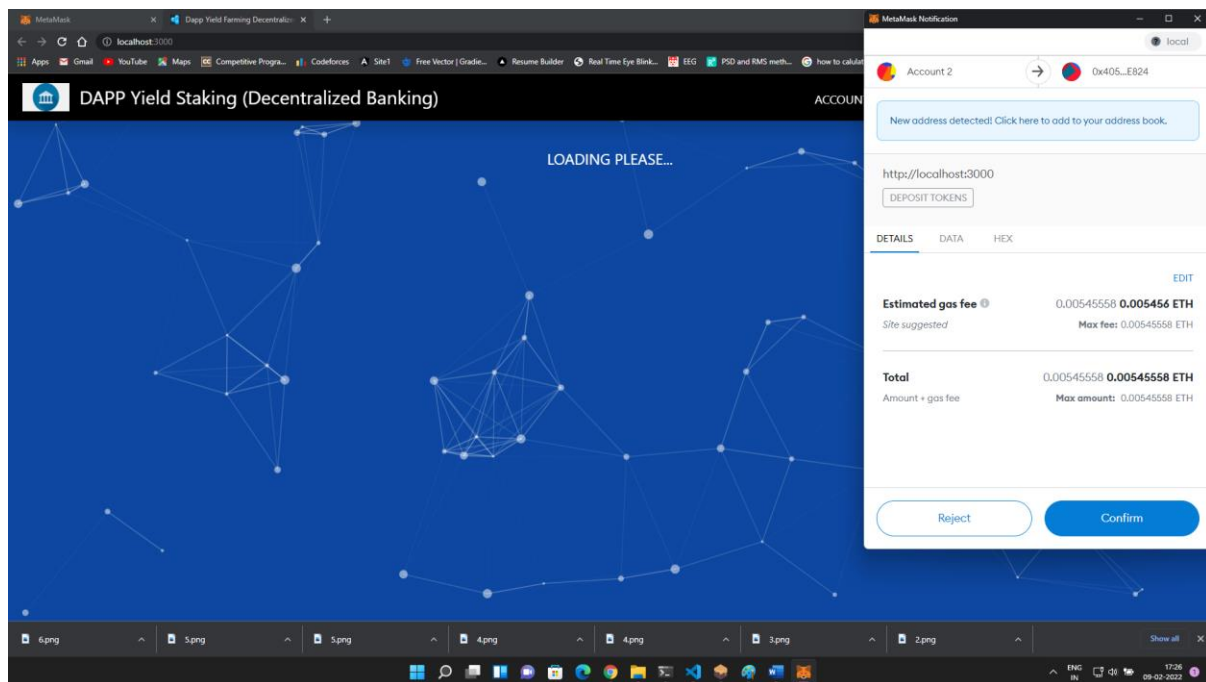 MetaMask
Dapp Yield Farming Decentraliz
MetaMask Notification
localhost:3000
local
Apps Gmail YouTube Maps Competitive Progra... Codeforces Site1 Free Vector | Gradie... Resume Builder Real Time Eye Blink... EEG PSD and RMS meth... how to calulat
Account 2 0x405...E824
DAPP Yield Staking (Decentralized Banking)
ACCOUN
New address detected! Click here to add to your address book.
LOADING PLEASE...
http://localhost:3000
DEPOSIT TOKENS
DETAILS DATA HEX
EDIT
Estimated gas fee 0.00545558 0.005456 ETH
Site suggested Max fee: 0.00545558 ETH
Total 0.00545558 0.00545558 ETH
Amount + gas fee Max amount: 0.00545558 ETH
Reject Confirm
6.png 5.png 5.png 4.png 4.png 3.png 2.png Show all
ENG 17:26
IN 09-02-2022